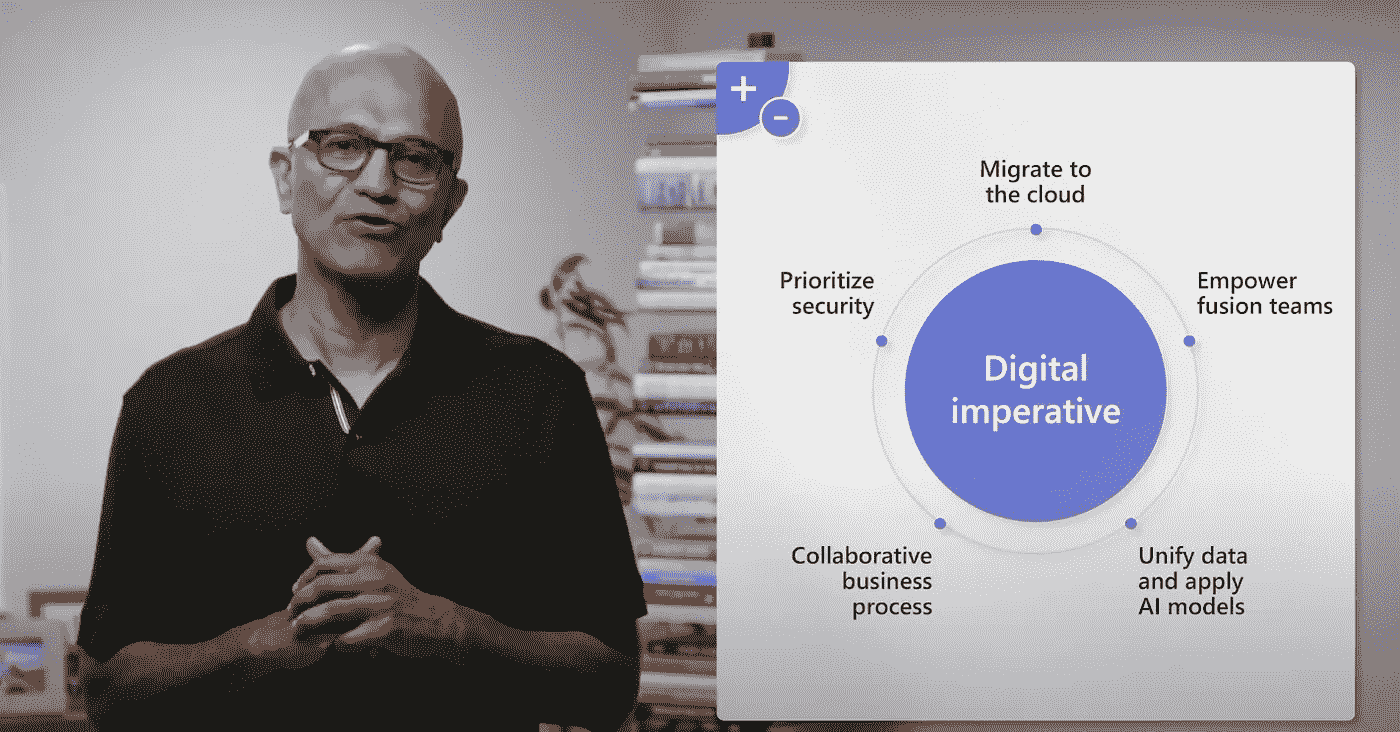 +
−
Migrate to
the cloud
Prioritize
security
Empower
fusion teams
Digital
imperative
Collaborative
business
process
Unify data
and apply
AI models